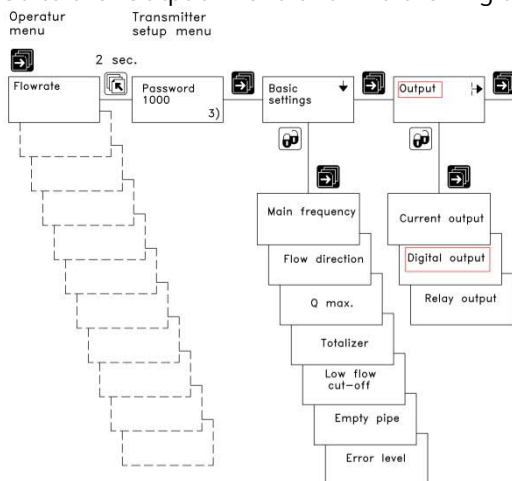 Operatur
menu
Transmitter
setup menu
2 sec.
Flowrate
Password
1000
3)
Basic
settings
Output
Main frequency
Flow direction
Q max.
Totalizer
Low flow
cut-off
Empty pipe
Error level
Current output
Digital output
Relay output